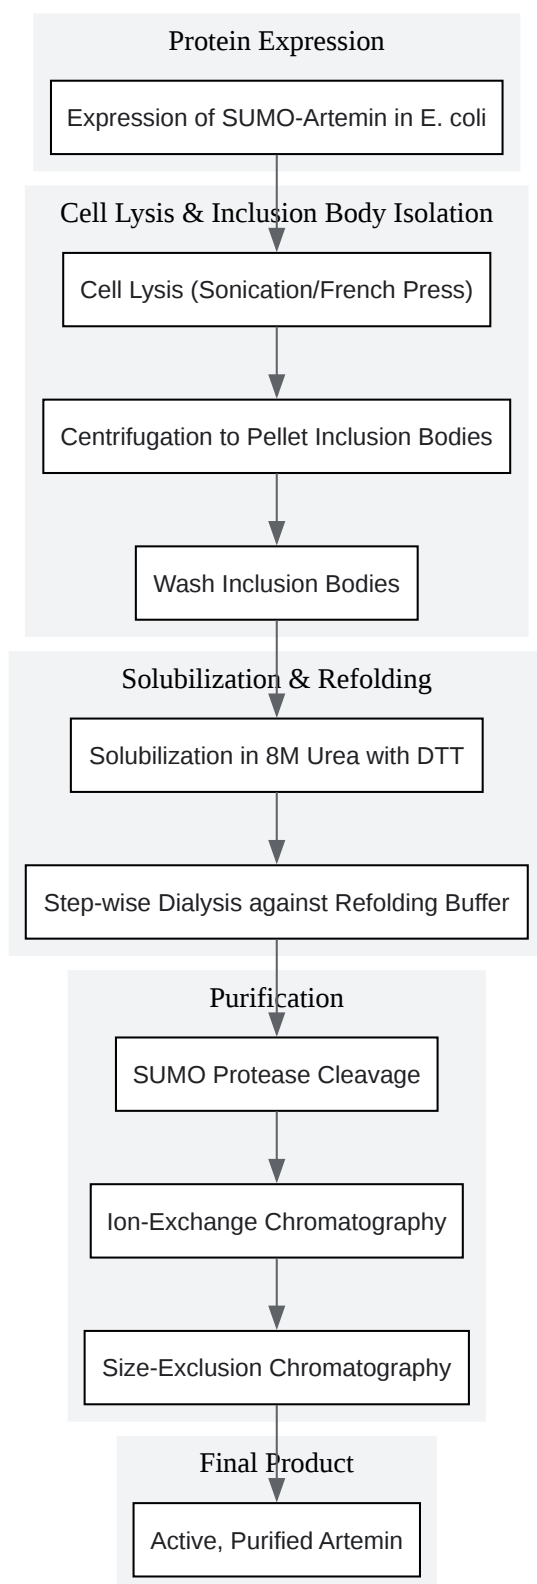 Protein Expression
Expression of SUMO-Artemin in E. coli
Cell Lysis & Inclusion Body Isolation
Cell Lysis (Sonication/French Press)
Centrifugation to Pellet Inclusion Bodies
Wash Inclusion Bodies
Solubilization & Refolding
Solubilization in 8M Urea with DTT
Step-wise Dialysis against Refolding Buffer
Purification
SUMO Protease Cleavage
Ion-Exchange Chromatography
Size-Exclusion Chromatography
Final Product
Active, Purified Artemin